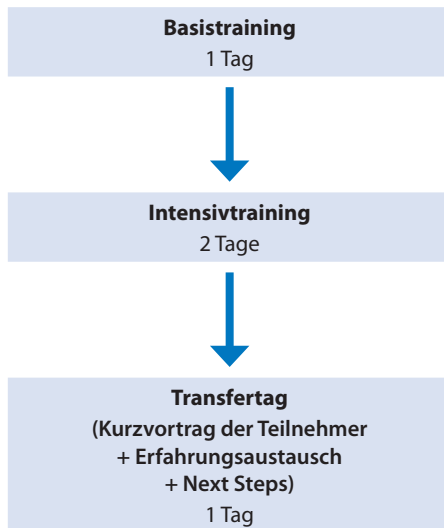 Basistraining
1 Tag
Intensivtraining
2 Tage
Transfertag
(Kurzvortrag der Teilnehmer
+ Erfahrungsaustausch
+ Next Steps)
1 Tag